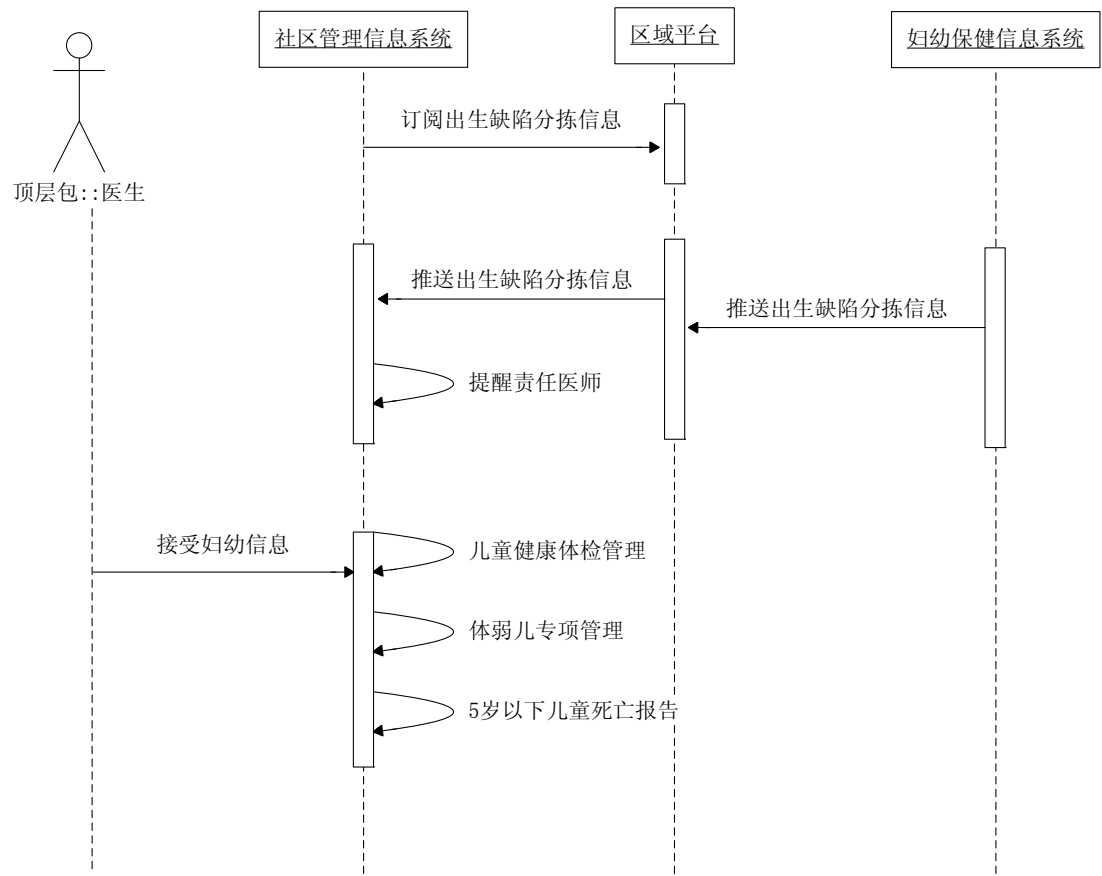 社区管理信息系统
区域平台
妇幼保健信息系统
顶层包::医生
订阅出生缺陷分拣信息
推送出生缺陷分拣信息
推送出生缺陷分拣信息
提醒责任医师
接受妇幼信息
儿童健康体检管理
体弱儿专项管理
5岁以下儿童死亡报告